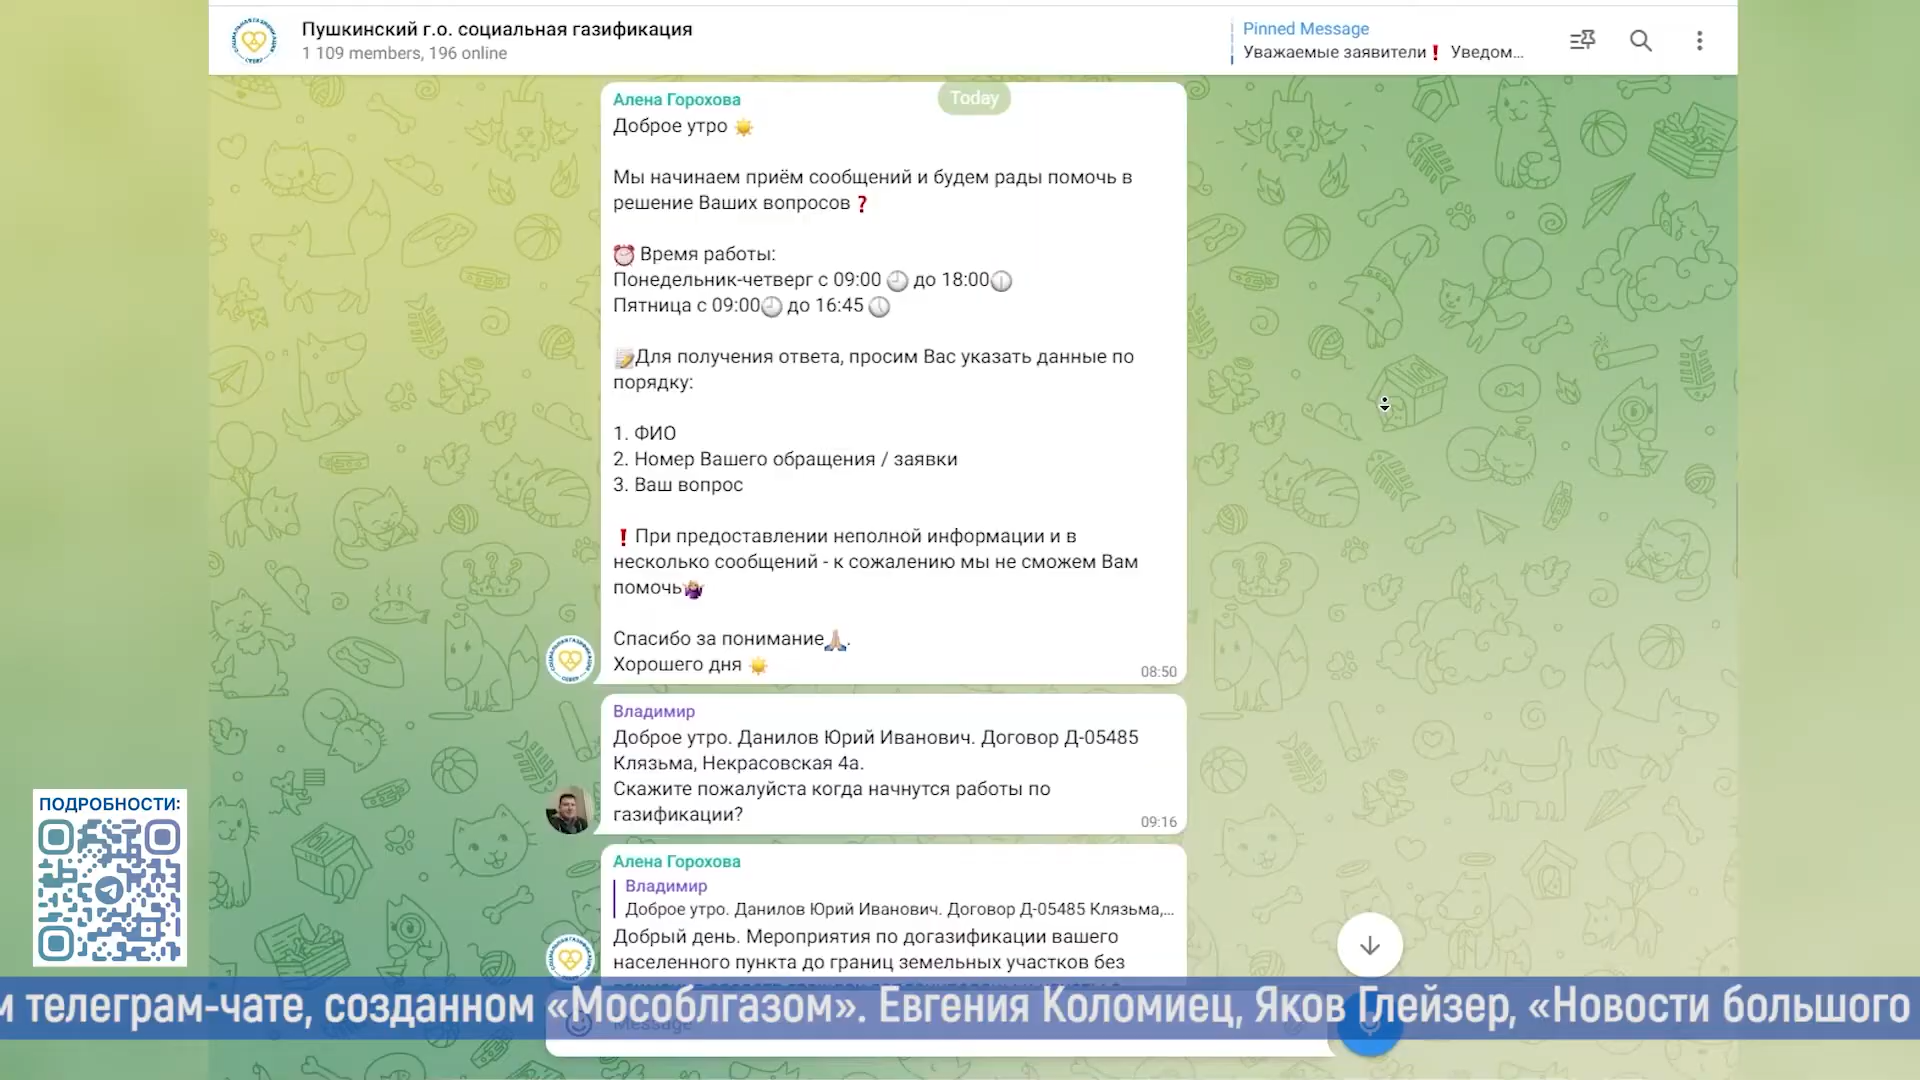 Пушкинский г.о. социальная газификация
1 109 members, 196 online
Pinned Message
Уважаемые заявители❗ Уведом...
Today
Алена Горохова
Доброе утро ☀️
Мы начинаем приём сообщений и будем рады помочь в
решение Ваших вопросов❓
⏰ Время работы:
Понедельник-четверг с 09:00 🕘 до 18:00🕕
Пятница с 09:00🕘 до 16:45 🕔
📝Для получения ответа, просим Вас указать данные по
порядку:
1. ФИО
2. Номер Вашего обращения / заявки
3. Ваш вопрос
❗При предоставлении неполной информации и в
несколько сообщений - к сожалению мы не сможем Вам
помочь🤷‍♀️
Спасибо за понимание🙏.
Хорошего дня ☀️
08:50
Владимир
Доброе утро. Данилов Юрий Иванович. Договор Д-05485
Клязьма, Некрасовская 4а.
Скажите пожалуйста когда начнутся работы по
газификации?
09:16
Алена Горохова
Владимир
Доброе утро. Данилов Юрий Иванович. Договор Д-05485 Клязьма,...
Добрый день. Мероприятия по догазификации вашего
населенного пункта до границ земельных участков без
Message
ПОДРОБНОСТИ:
м телеграм-чате, созданном «Мособлгазом». Евгения Коломиец, Яков Глейзер, «Новости большого